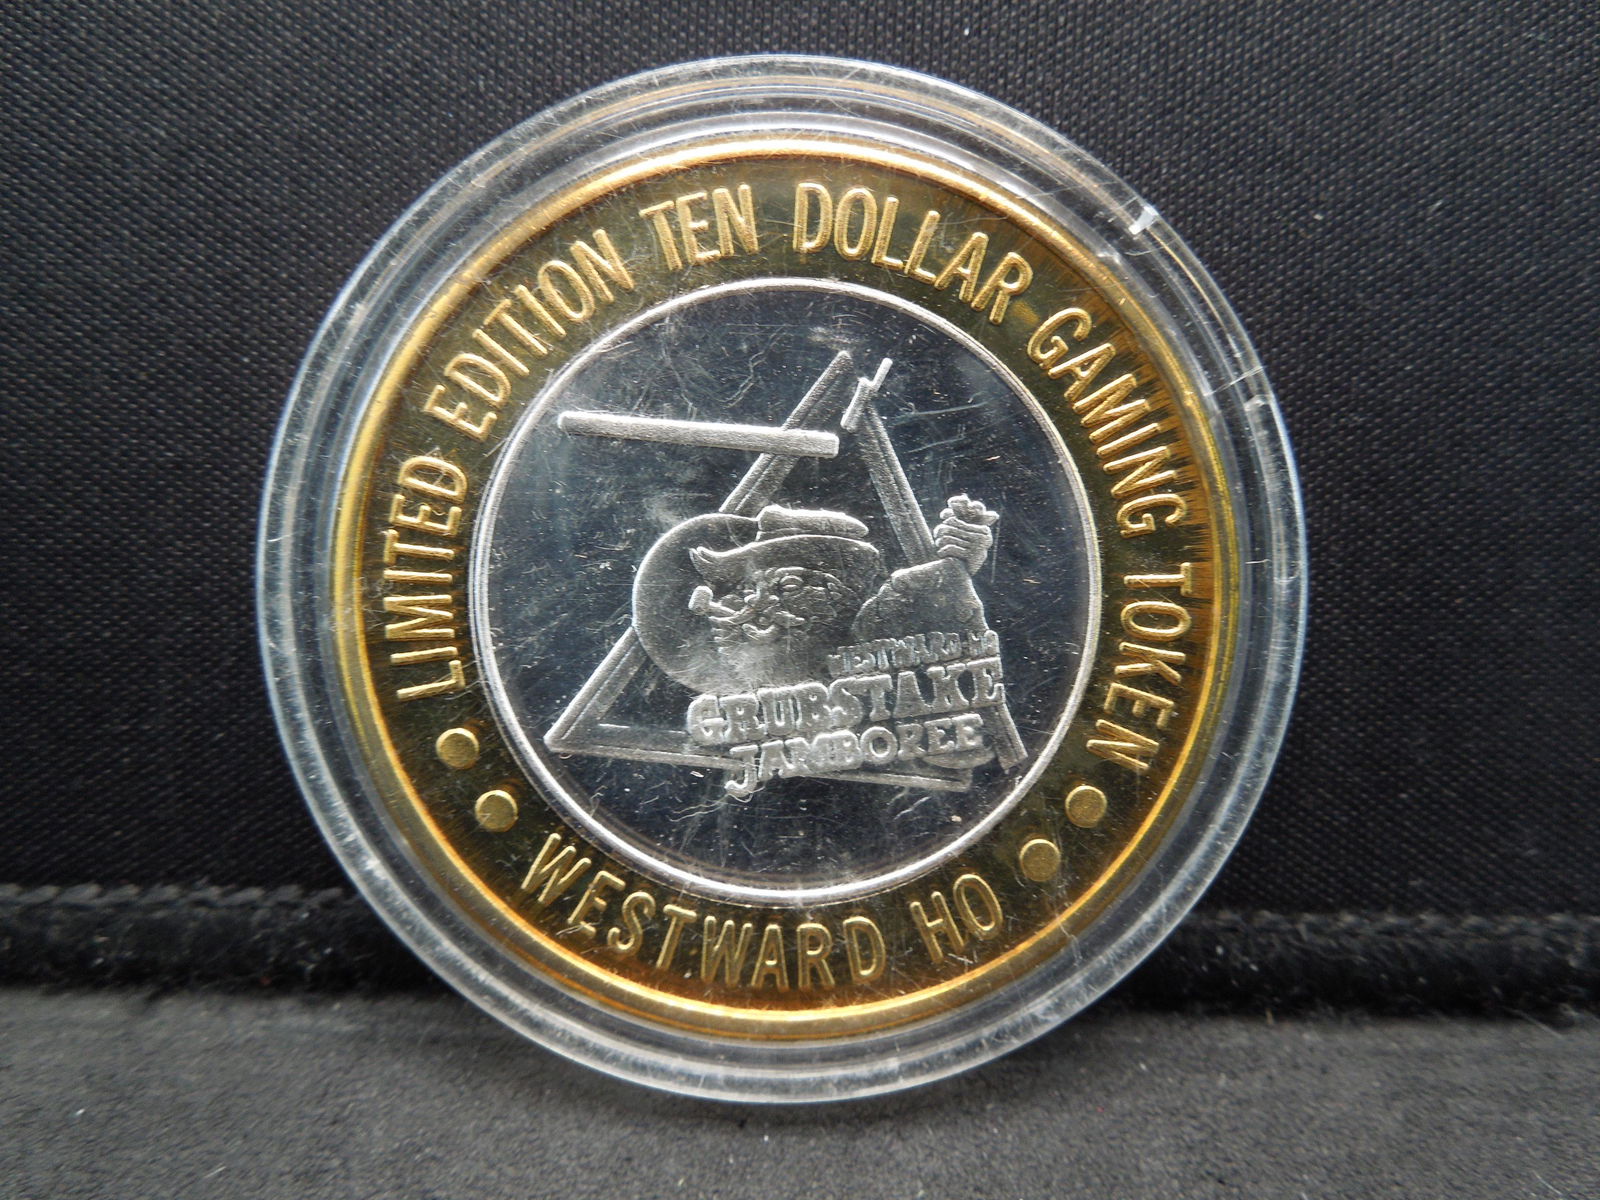 LIMITED EDITION TEN DOLLAR GAMING TOKEN
WESTWARD-HO
GRUBSTAKE
JAMBOREE
WESTWARD HO